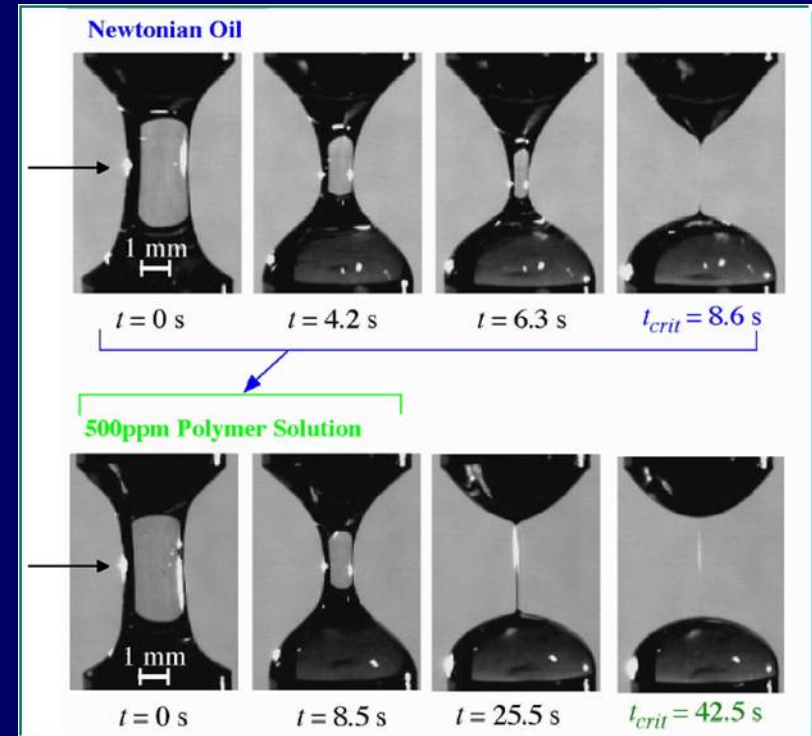 Newtonian Oil
1 mm
t = 0 s
t = 4.2 s
t = 6.3 s
tcrit = 8.6 s
500ppm Polymer Solution
1 mm
t = 0 s
t = 8.5 s
t = 25.5 s
tcrit = 42.5 s